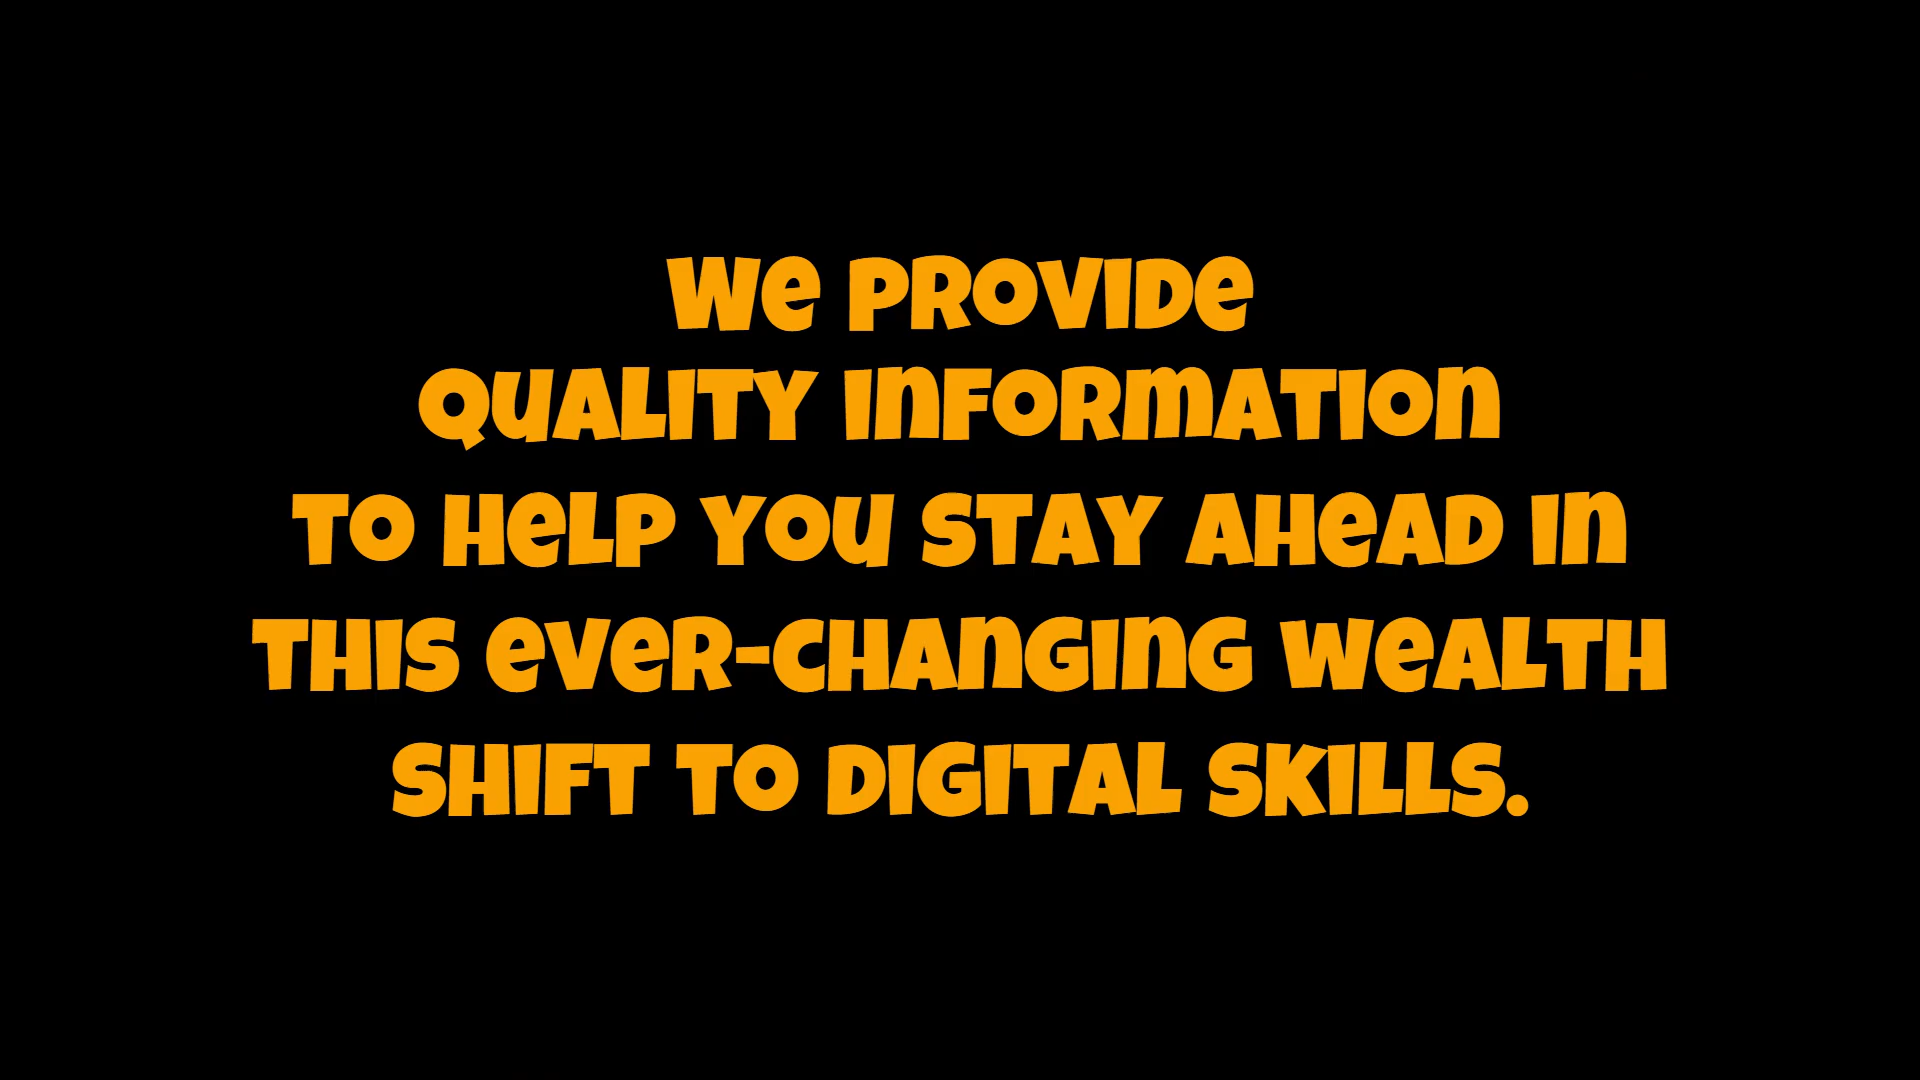 We PROVIDE
QuALITY InFORmATIOn
TO HeLP YOu STAY AHeAD In
THIS eVeR-CHAnGInG WeALTH
SHIFT TO DIGITAL SKILLS.